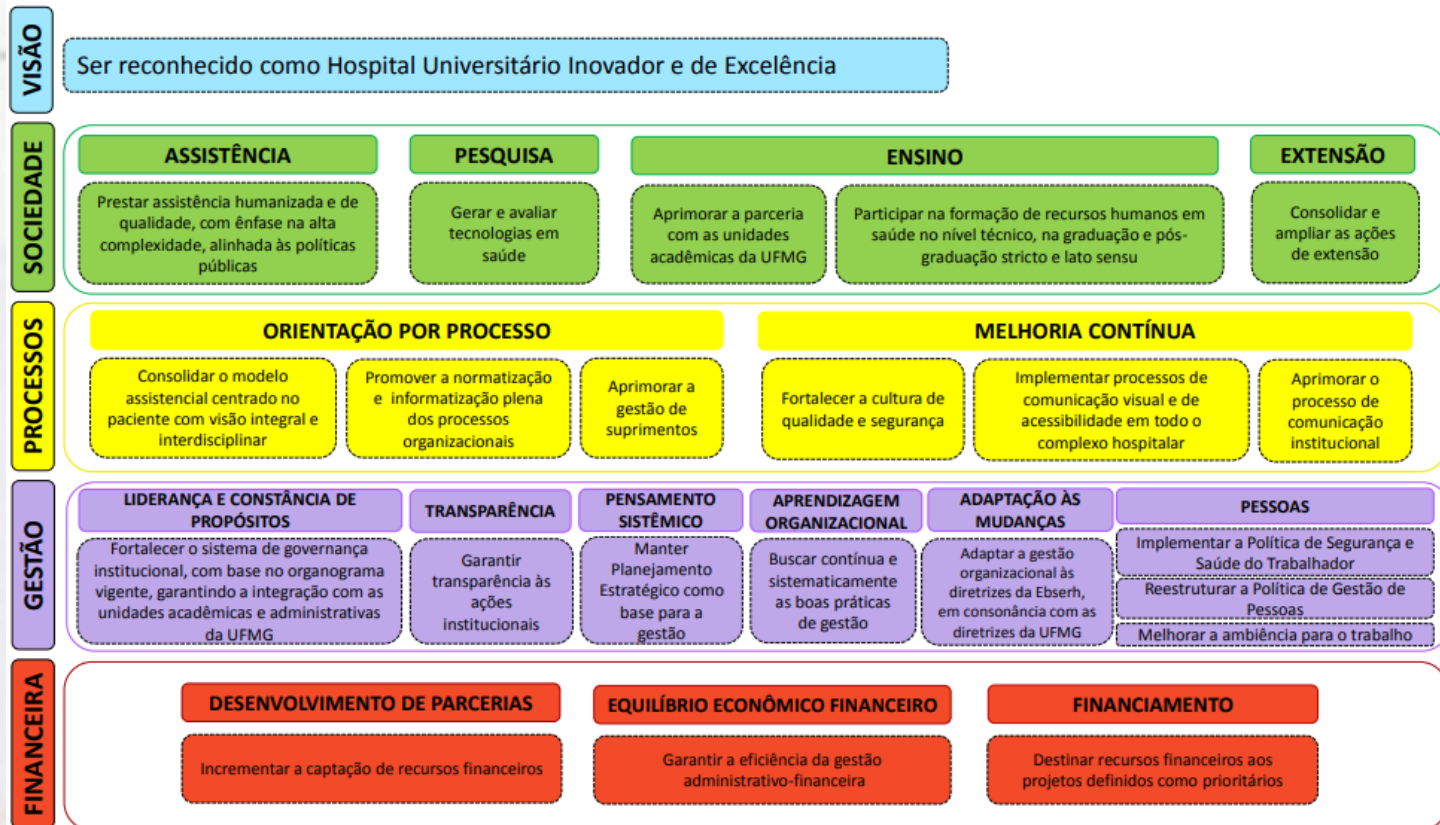 VISÃO
Ser reconhecido como Hospital Universitário Inovador e de Excelência
SOCIEDADE
ASSISTÊNCIA
Prestar assistência humanizada e de
qualidade, com ênfase na alta
complexidade, alinhada às políticas
públicas
PESQUISA
Gerar e avaliar
tecnologias em
saúde
ENSINO
Aprimorar a parceria
com as unidades
acadêmicas da UFMG
Participar na formação de recursos humanos em
saúde no nível técnico, na graduação e pós-
graduação stricto e lato sensu
EXTENSÃO
Consolidar e
ampliar as ações
de extensão
PROCESSOS
ORIENTAÇÃO POR PROCESSO
Consolidar o modelo
assistencial centrado no
paciente com visão integral e
interdisciplinar
Promover a normatização
e informatização plena
dos processos
organizacionais
Aprimorar a
gestão de
suprimentos
MELHORIA CONTÍNUA
Fortalecer a cultura de
qualidade e segurança
Implementar processos de
comunicação visual e de
acessibilidade em todo o
complexo hospitalar
Aprimorar o
processo de
comunicação
institucional
GESTÃO
LIDERANÇA E CONSTÂNCIA DE
PROPÓSITOS
Fortalecer o sistema de governança
institucional, com base no organograma
vigente, garantindo a integração com as
unidades acadêmicas e administrativas
da UFMG
TRANSPARÊNCIA
Garantir
transparência às
ações
institucionais
PENSAMENTO
SISTÊMICO
Manter
Planejamento
Estratégico como
base para a
gestão
APRENDIZAGEM
ORGANIZACIONAL
Buscar contínua e
sistematicamente
as boas práticas
de gestão
ADAPTAÇÃO ÀS
MUDANÇAS
Adaptar a gestão
organizacional às
diretrizes da Ebserh,
em consonância com as
diretrizes da UFMG
PESSOAS
Implementar a Política de Segurança e
Saúde do Trabalhador
Reestruturar a Política de Gestão de
Pessoas
Melhorar a ambiência para o trabalho
FINANCEIRA
DESENVOLVIMENTO DE PARCERIAS
Incrementar a captação de recursos financeiros
EQUILÍBRIO ECONÔMICO FINANCEIRO
Garantir a eficiência da gestão
administrativo-financeira
FINANCIAMENTO
Destinar recursos financeiros aos
projetos definidos como prioritários